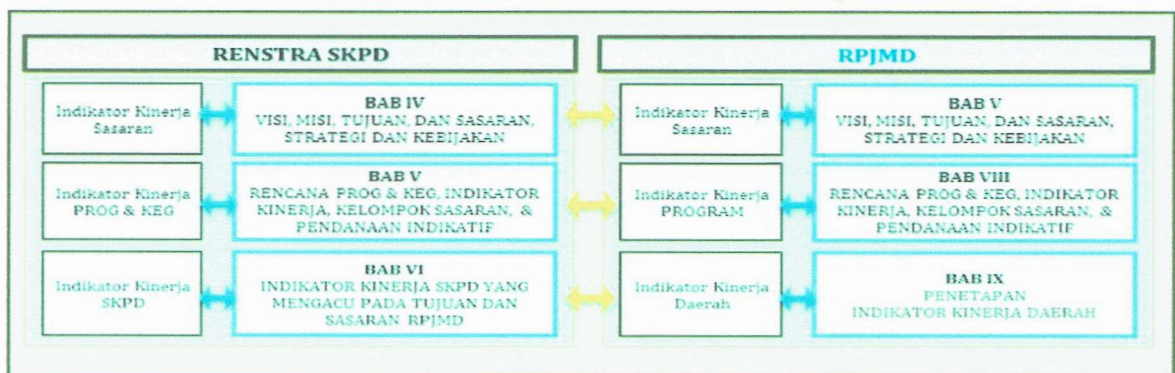 RENSTRA SKPD
Indikator Kinerja
Sasaran
BAB IV
VISI, MISI, TUJUAN, DAN SASARAN,
STRATEGI DAN KEBIJAKAN
Indikator Kinerja
PROG & KEG
BAB V
RENCANA PROG & KEG, INDIKATOR
KINERJA, KELOMPOK SASARAN, &
PENDANAAN INDIKATIF
Indikator Kinerja
SKPD
BAB VI
INDIKATOR KINERJA SKPD YANG
MENGACU PADA TUJUAN DAN
SASARAN RPJMD
RPJMD
Indikator Kinerja
Sasaran
BAB V
VISI, MISI, TUJUAN, DAN SASARAN,
STRATEGI DAN KEBIJAKAN
Indikator Kinerja
PROGRAM
BAB VIII
RENCANA PROG & KEG, INDIKATOR
KINERJA, KELOMPOK SASARAN, &
PENDANAAN INDIKATIF
Indikator Kinerja
Daerah
BAB IX
PENETAPAN
INDIKATOR KINERJA DAERAH